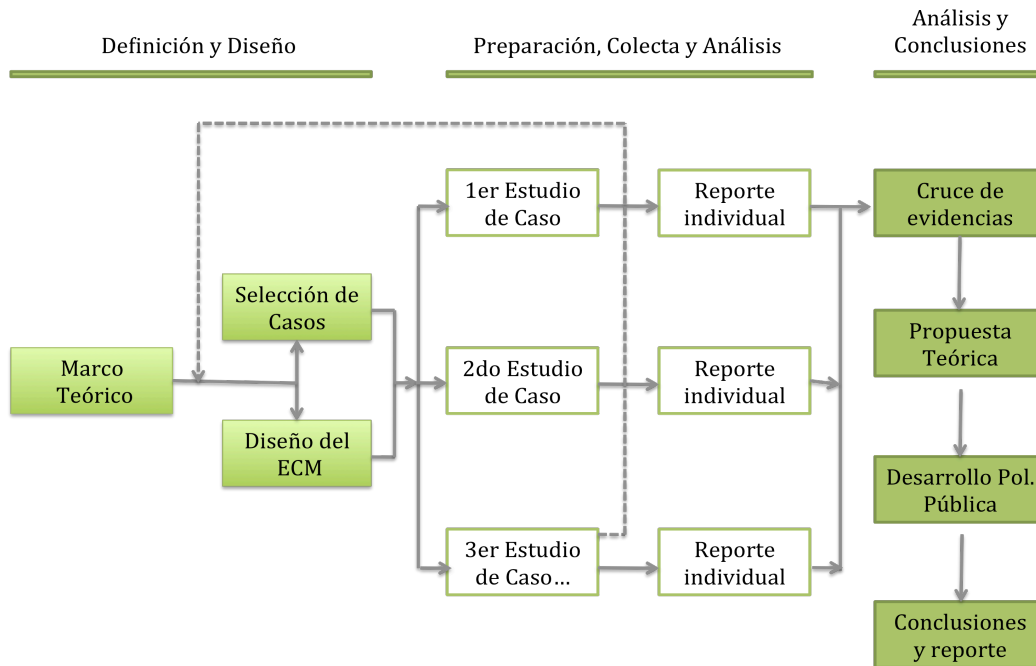 Definición y Diseño
Preparación, Colecta y Análisis
Análisis y
Conclusiones
Marco
Teórico
Selección de
Casos
Diseño del
ECM
1er Estudio
de Caso
2do Estudio
de Caso
3er Estudio
de Caso…
Reporte
individual
Reporte
individual
Reporte
individual
Cruce de
evidencias
Propuesta
Teórica
Desarrollo Pol.
Pública
Conclusiones
y reporte